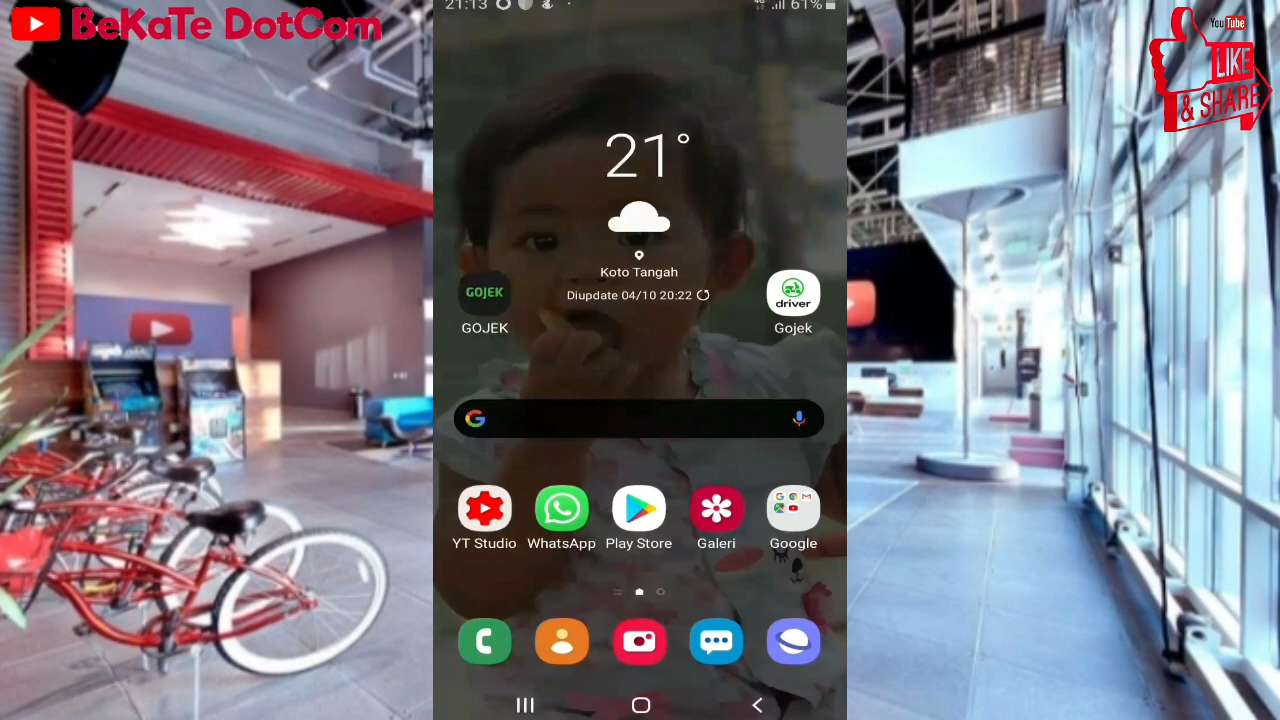 BeKaTe DotCom
YouTube
LIKE
& SHARE
21:13
61%
21°
Koto Tangah
Diupdate 04/10 20:22
GOJEK
GOJEK
driver
Gojek
YT Studio
WhatsApp
Play Store
Galeri
Google